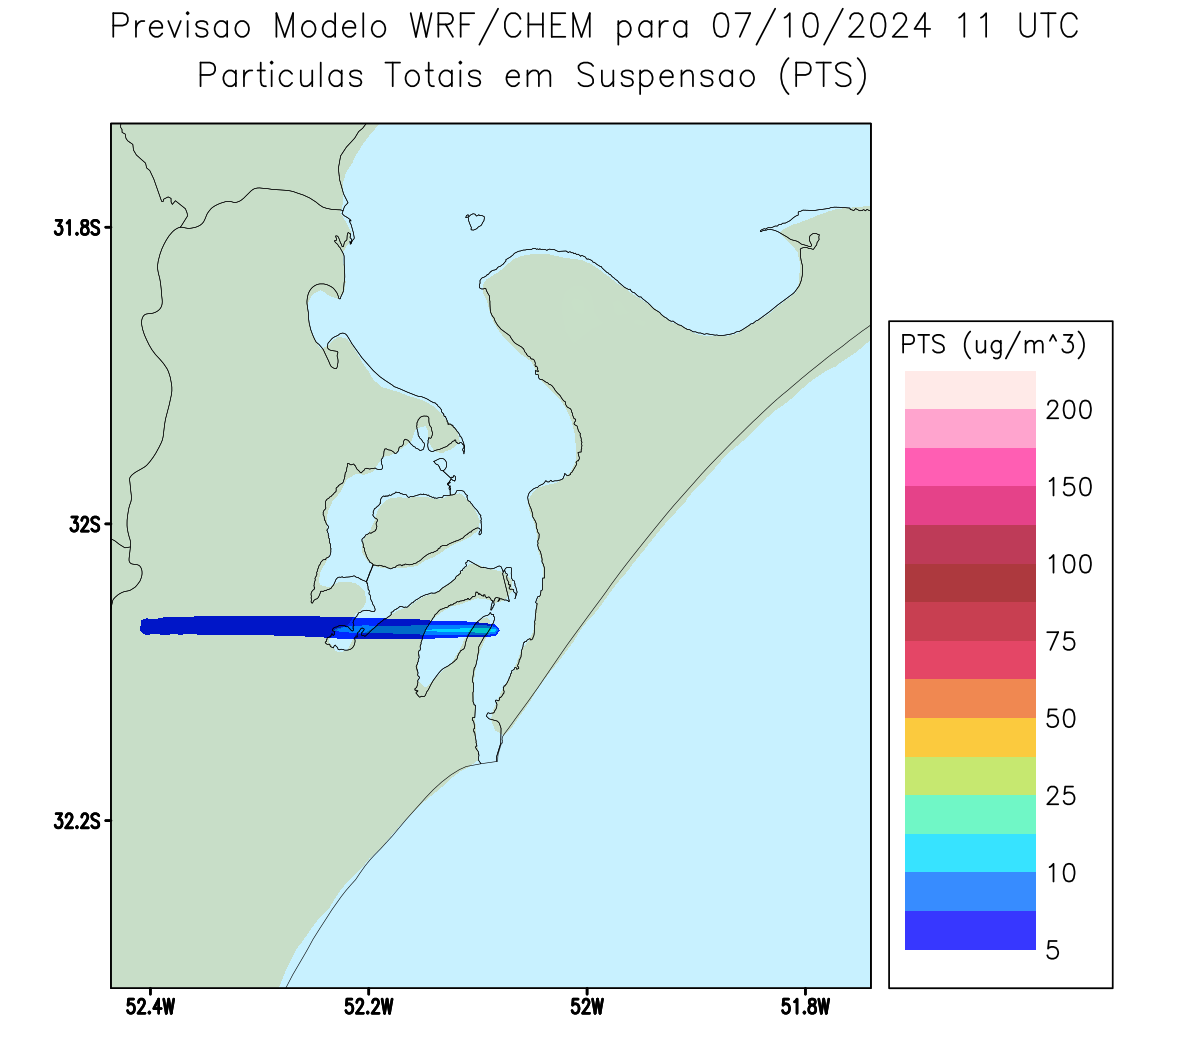 Previsao Modelo WRF/CHEM para 07/10/2024 11 UTC
Particulas Totais em Suspensao (PTS)
31.8S
32S
32.2S
52.4W
52.2W
52W
51.8W
PTS (ug/m^3)
200
150
100
75
50
25
10
5